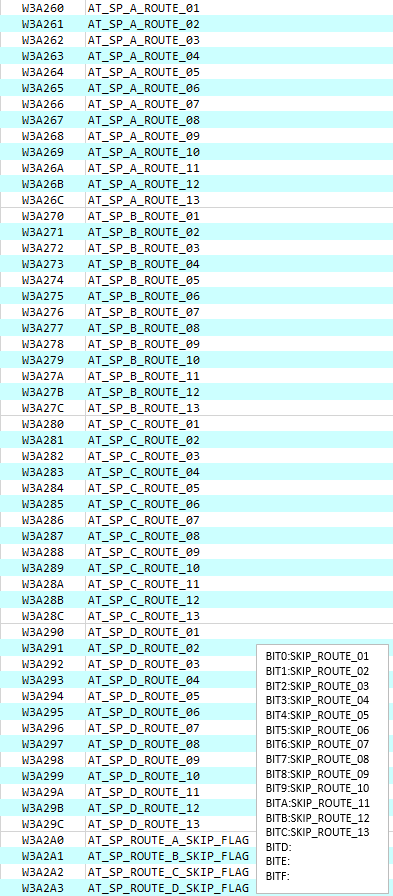 W3A260 AT_SP_A_ROUTE_01
W3A261 AT_SP_A_ROUTE_02
W3A262 AT_SP_A_ROUTE_03
W3A263 AT_SP_A_ROUTE_04
W3A264 AT_SP_A_ROUTE_05
W3A265 AT_SP_A_ROUTE_06
W3A266 AT_SP_A_ROUTE_07
W3A267 AT_SP_A_ROUTE_08
W3A268 AT_SP_A_ROUTE_09
W3A269 AT_SP_A_ROUTE_10
W3A26A AT_SP_A_ROUTE_11
W3A26B AT_SP_A_ROUTE_12
W3A26C AT_SP_A_ROUTE_13
W3A270 AT_SP_B_ROUTE_01
W3A271 AT_SP_B_ROUTE_02
W3A272 AT_SP_B_ROUTE_03
W3A273 AT_SP_B_ROUTE_04
W3A274 AT_SP_B_ROUTE_05
W3A275 AT_SP_B_ROUTE_06
W3A276 AT_SP_B_ROUTE_07
W3A277 AT_SP_B_ROUTE_08
W3A278 AT_SP_B_ROUTE_09
W3A279 AT_SP_B_ROUTE_10
W3A27A AT_SP_B_ROUTE_11
W3A27B AT_SP_B_ROUTE_12
W3A27C AT_SP_B_ROUTE_13
W3A280 AT_SP_C_ROUTE_01
W3A281 AT_SP_C_ROUTE_02
W3A282 AT_SP_C_ROUTE_03
W3A283 AT_SP_C_ROUTE_04
W3A284 AT_SP_C_ROUTE_05
W3A285 AT_SP_C_ROUTE_06
W3A286 AT_SP_C_ROUTE_07
W3A287 AT_SP_C_ROUTE_08
W3A288 AT_SP_C_ROUTE_09
W3A289 AT_SP_C_ROUTE_10
W3A28A AT_SP_C_ROUTE_11
W3A28B AT_SP_C_ROUTE_12
W3A28C AT_SP_C_ROUTE_13
W3A290 AT_SP_D_ROUTE_01
W3A291 AT_SP_D_ROUTE_02
W3A292 AT_SP_D_ROUTE_03
W3A293 AT_SP_D_ROUTE_04
W3A294 AT_SP_D_ROUTE_05
W3A295 AT_SP_D_ROUTE_06
W3A296 AT_SP_D_ROUTE_07
W3A297 AT_SP_D_ROUTE_08
W3A298 AT_SP_D_ROUTE_09
W3A299 AT_SP_D_ROUTE_10
W3A29A AT_SP_D_ROUTE_11
W3A29B AT_SP_D_ROUTE_12
W3A29C AT_SP_D_ROUTE_13
W3A2A0 AT_SP_ROUTE_A_SKIP_FLAG
W3A2A1 AT_SP_ROUTE_B_SKIP_FLAG
W3A2A2 AT_SP_ROUTE_C_SKIP_FLAG
W3A2A3 AT_SP_ROUTE_D_SKIP_FLAG
BIT0:SKIP_ROUTE_01
BIT1:SKIP_ROUTE_02
BIT2:SKIP_ROUTE_03
BIT3:SKIP_ROUTE_04
BIT4:SKIP_ROUTE_05
BIT5:SKIP_ROUTE_06
BIT6:SKIP_ROUTE_07
BIT7:SKIP_ROUTE_08
BIT8:SKIP_ROUTE_09
BIT9:SKIP_ROUTE_10
BITA:SKIP_ROUTE_11
BITB:SKIP_ROUTE_12
BITC:SKIP_ROUTE_13
BITD:
BITE:
BITF: